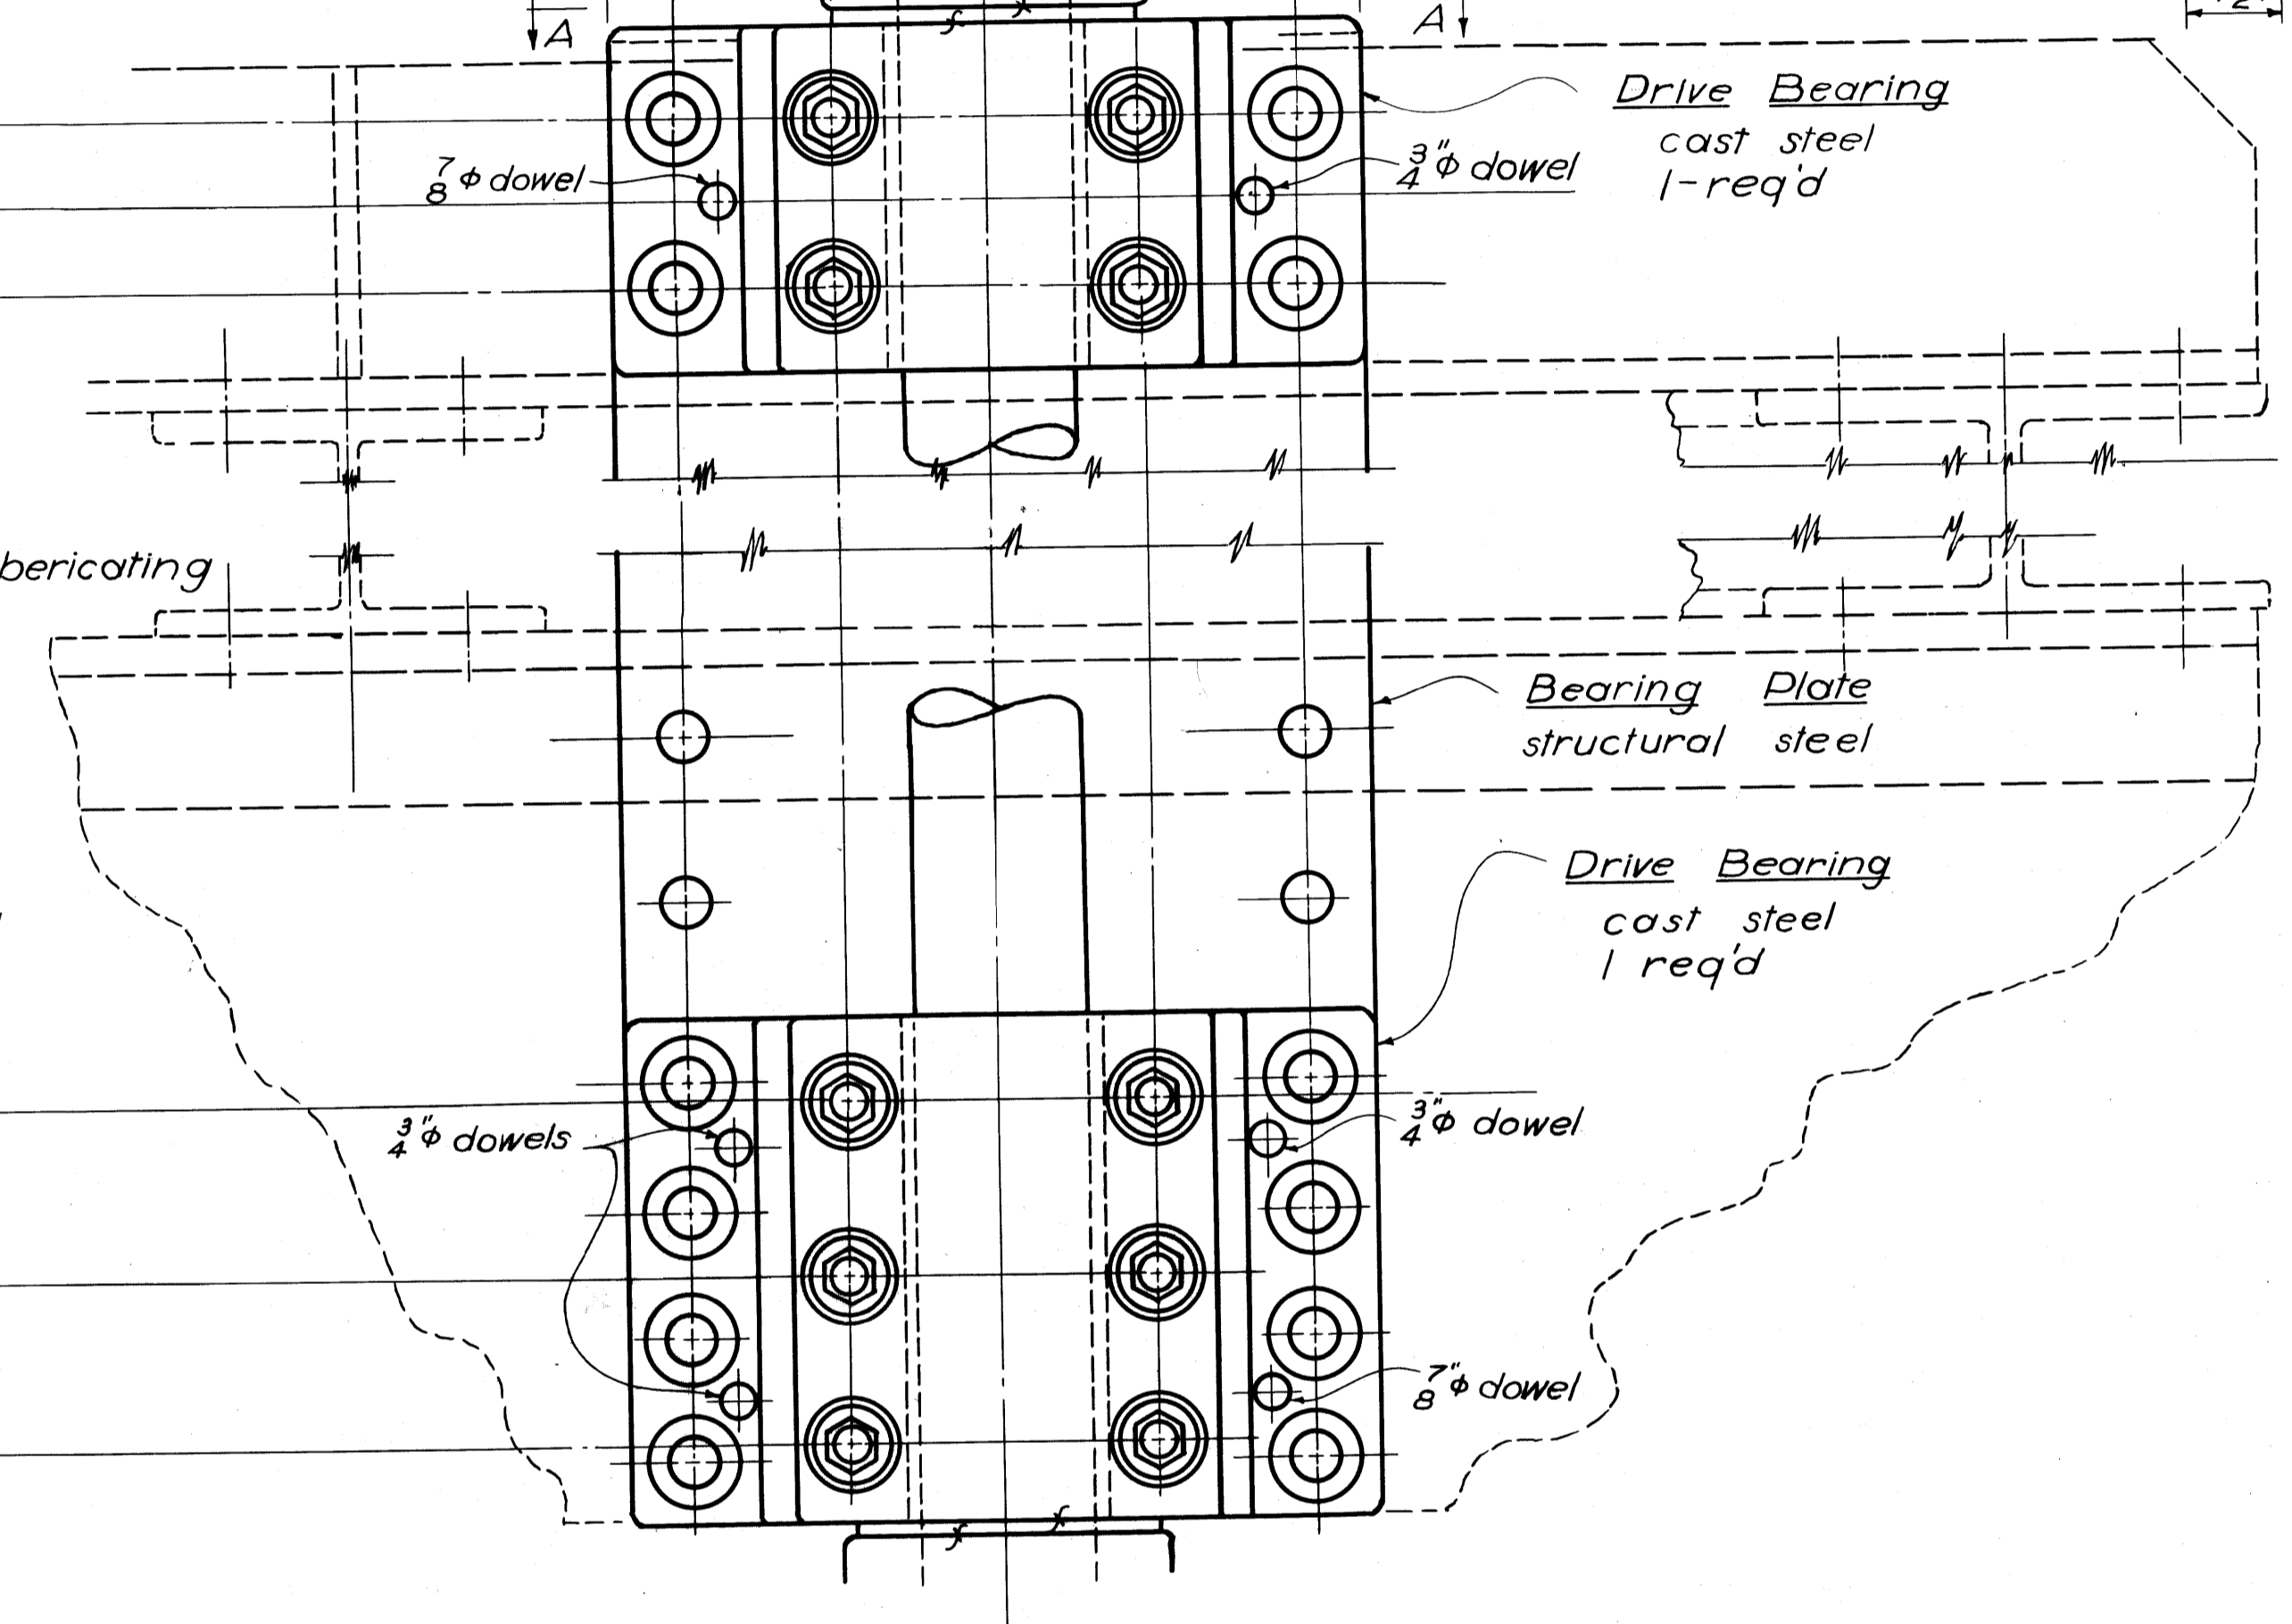 A
A
2
Drive Bearing
cast steel
1-req'd
7/8 ϕ dowel
3/4" ϕ dowel
bericating
Bearing Plate
structural steel
Drive Bearing
cast steel
1 req'd
3/4" ϕ dowels
3/4" ϕ dowel
7/8" ϕ dowel